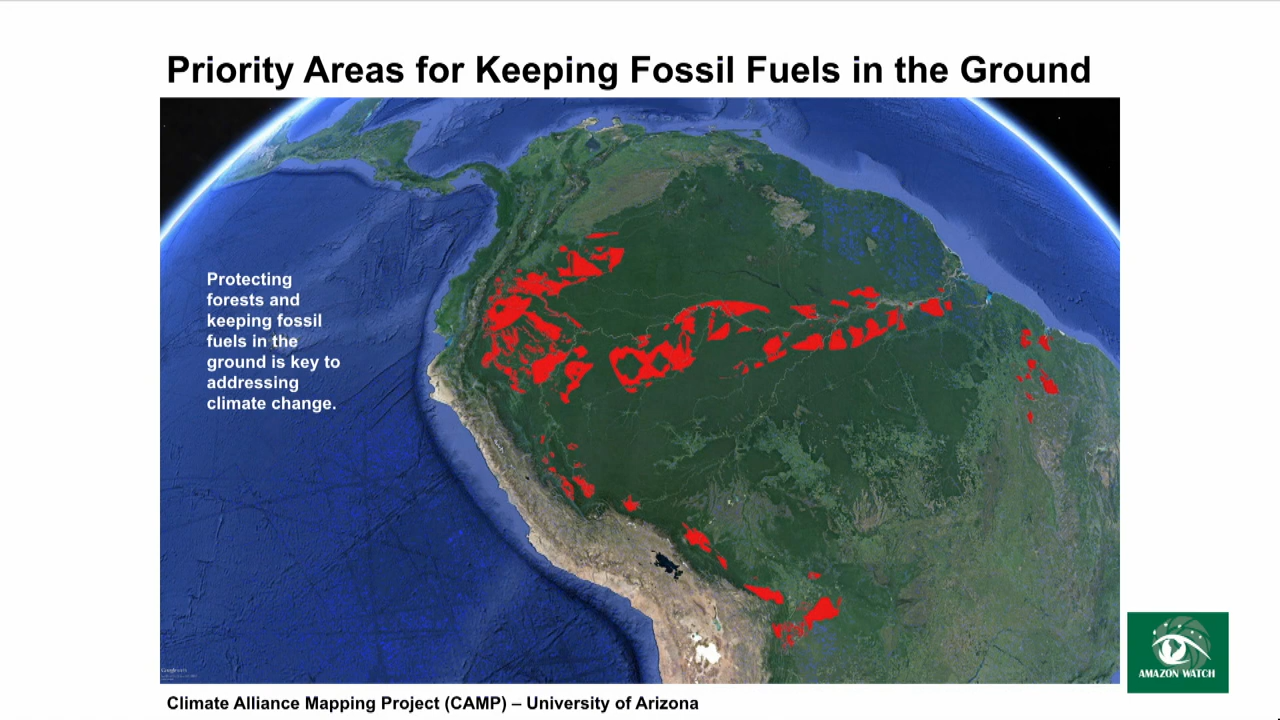 Priority Areas for Keeping Fossil Fuels in the Ground
Protecting
forests and
keeping fossil
fuels in the
ground is key to
addressing
climate change.
AMAZON WATCH
Climate Alliance Mapping Project (CAMP) – University of Arizona